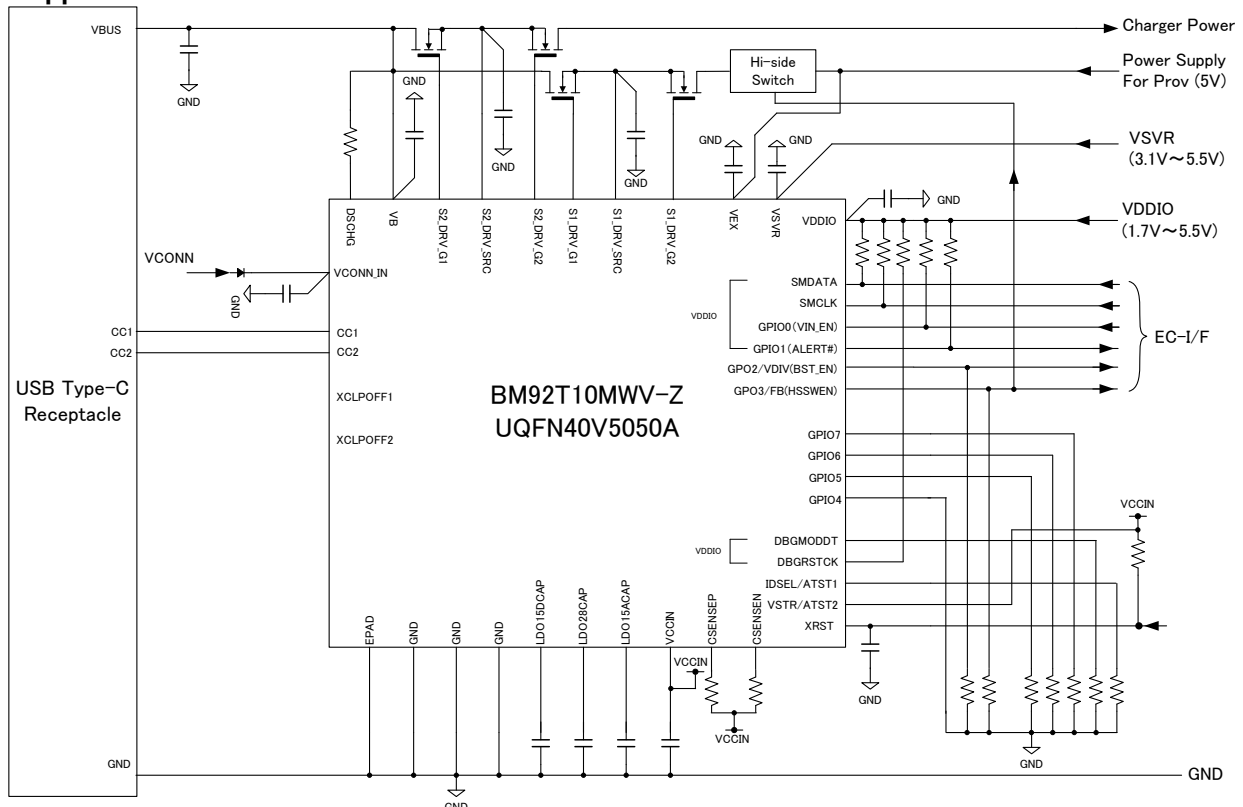 VBUS
Charger Power
Hi-side
Switch
Power Supply
For Prov (5V)
GND
GND
GND
GND
GND
GND
VSVR
(3.1V～5.5V)
GND
VDDIO
(1.7V～5.5V)
DSCHG
VB
S2_DRV_G1
S2_DRV_SRC
S2_DRV_G2
S1_DRV_G1
S1_DRV_SRC
S1_DRV_G2
VEX
VSVR
VDDIO
VCONN
VCONN_IN
GND
SMDATA
SMCLK
VDDIO
GPIO0(VIN_EN)
GPIO1(ALERT#)
GPO2/VDIV(BST_EN)
GPO3/FB(HSSWEN)
EC-I/F
CC1
CC1
CC2
CC2
USB Type-C
Receptacle
XCLPOFF1
XCLPOFF2
BM92T10MWV-Z
UQFN40V5050A
GPIO7
GPIO6
GPIO5
GPIO4
VCCIN
VDDIO
DBGMODDT
DBGRSTCK
IDSEL/ATST1
VSTR/ATST2
XRST
EPAD
GND
GND
GND
LDO15DCAP
LDO28CAP
LDO15ACAP
VCCIN
CSENSEP
CSENSEN
VCCIN
VCCIN
GND
GND
GND
GND
GND